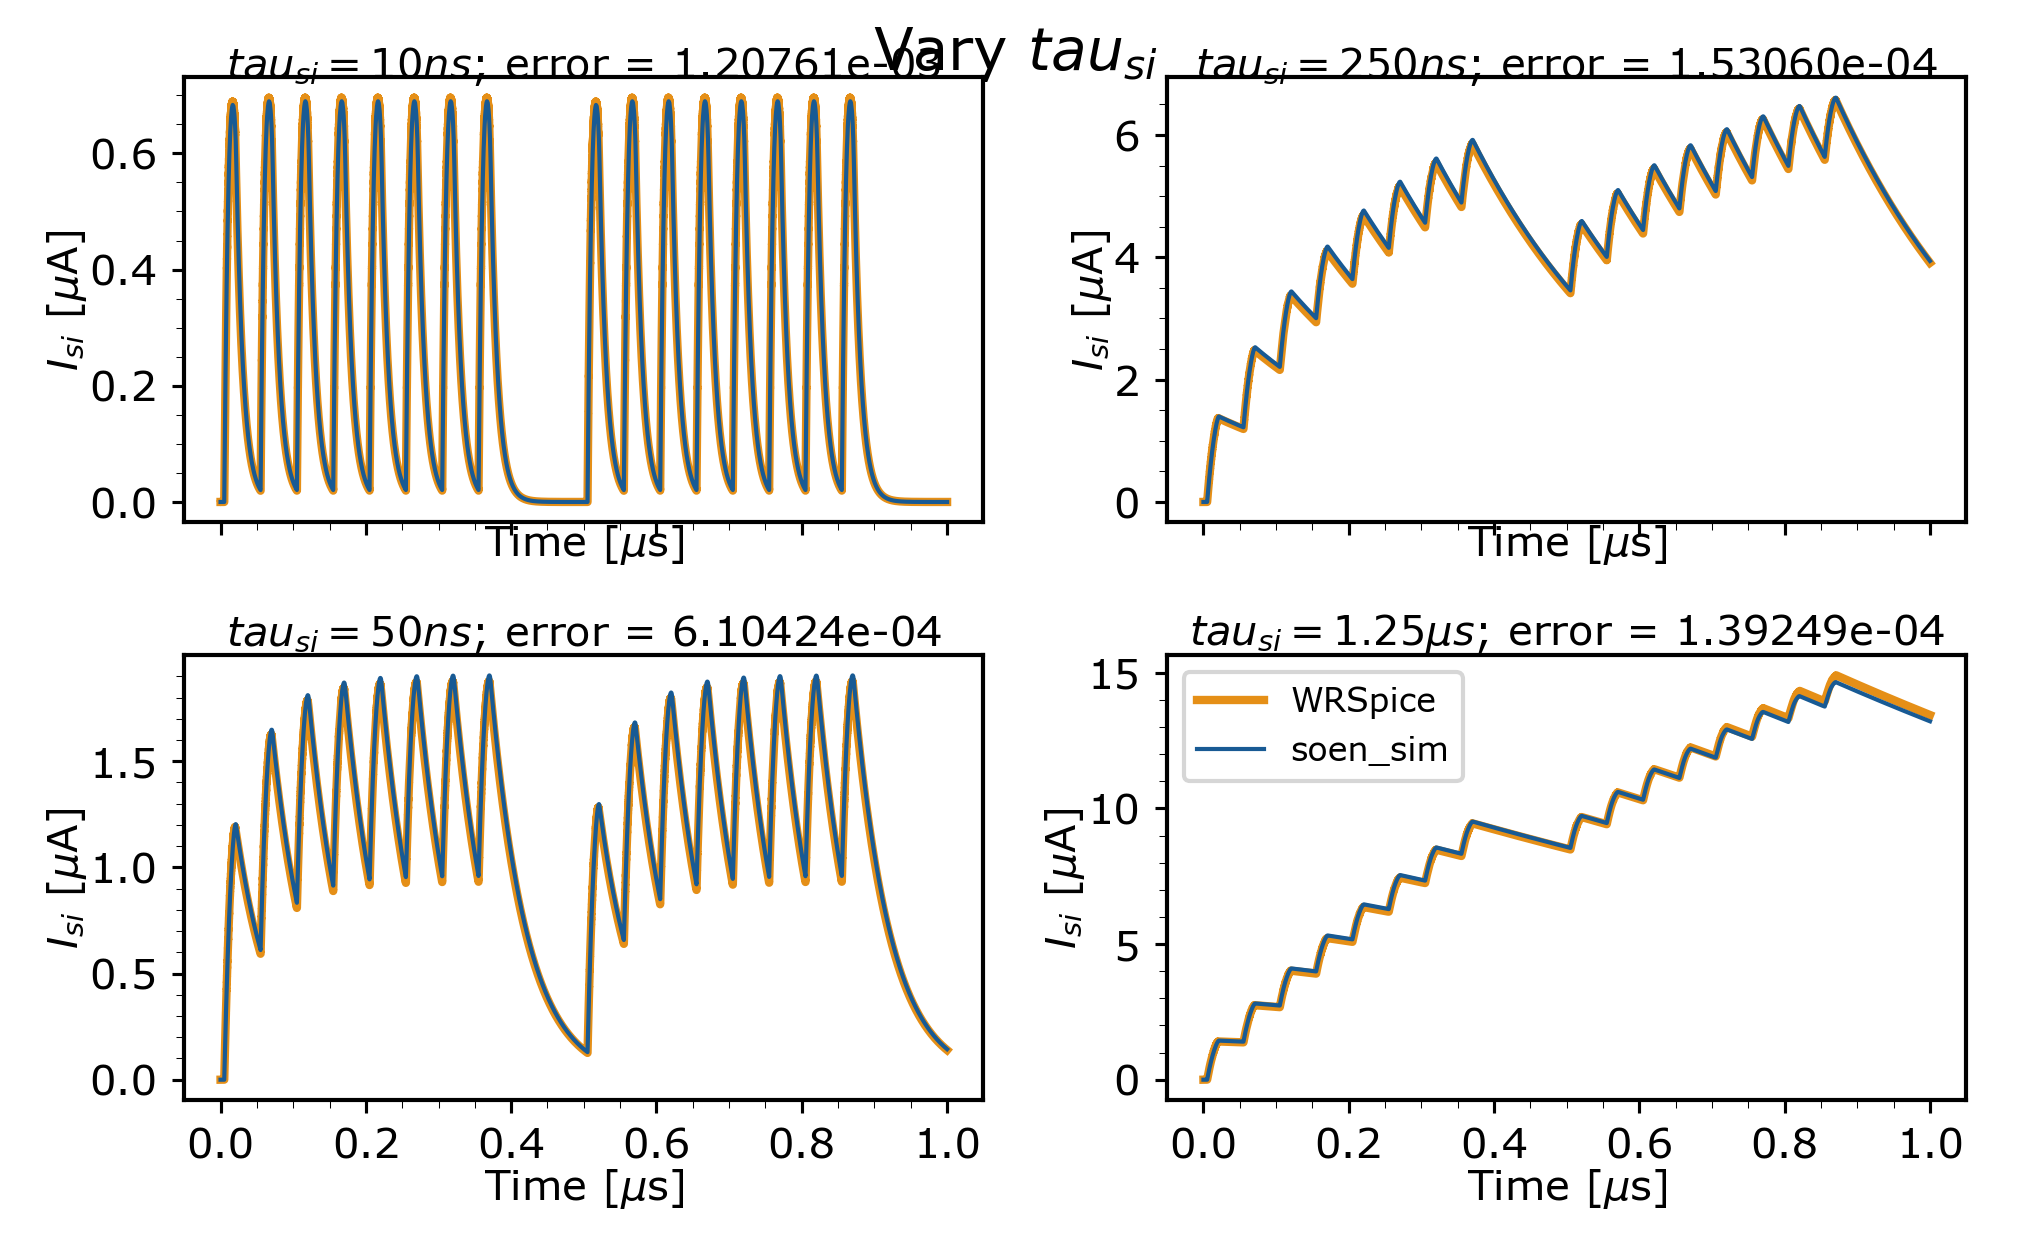 Vary tau_si
tau_si = 10ns; error = 1.20761e-03
0.6
0.4
0.2
0.0
I_si [μA]
Time [μs]
tau_si = 250ns; error = 1.53060e-04
6
4
2
0
I_si [μA]
Time [μs]
tau_si = 50ns; error = 6.10424e-04
1.5
1.0
0.5
0.0
I_si [μA]
0.0 0.2 0.4 0.6 0.8 1.0
Time [μs]
tau_si = 1.25μs; error = 1.39249e-04
WRSpice
soen_sim
15
10
5
0
I_si [μA]
0.0 0.2 0.4 0.6 0.8 1.0
Time [μs]